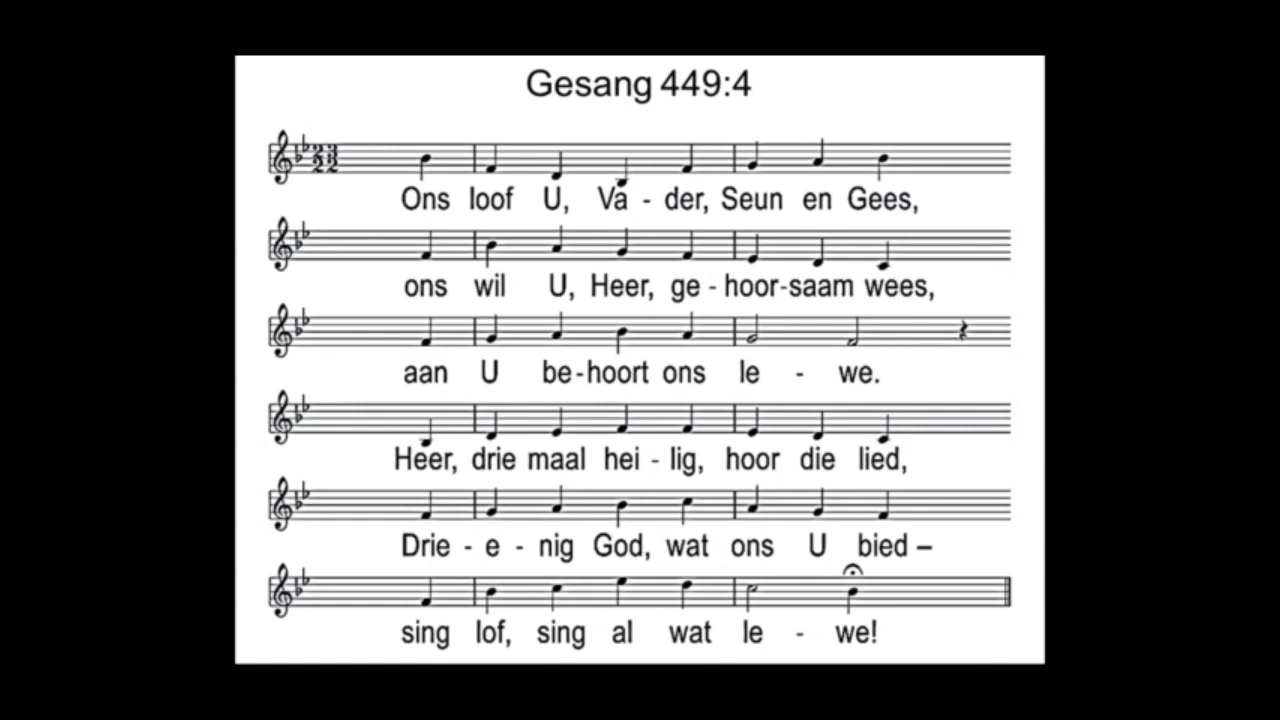 Gesang 449:4
Ons loof U, Va - der, Seun en Gees,
ons wil U, Heer, ge - hoor-saam wees,
aan U be-hoort ons le - we.
Heer, drie maal hei - lig, hoor die lied,
Drie - e - nig God, wat ons U bied –
sing lof, sing al wat le - we!